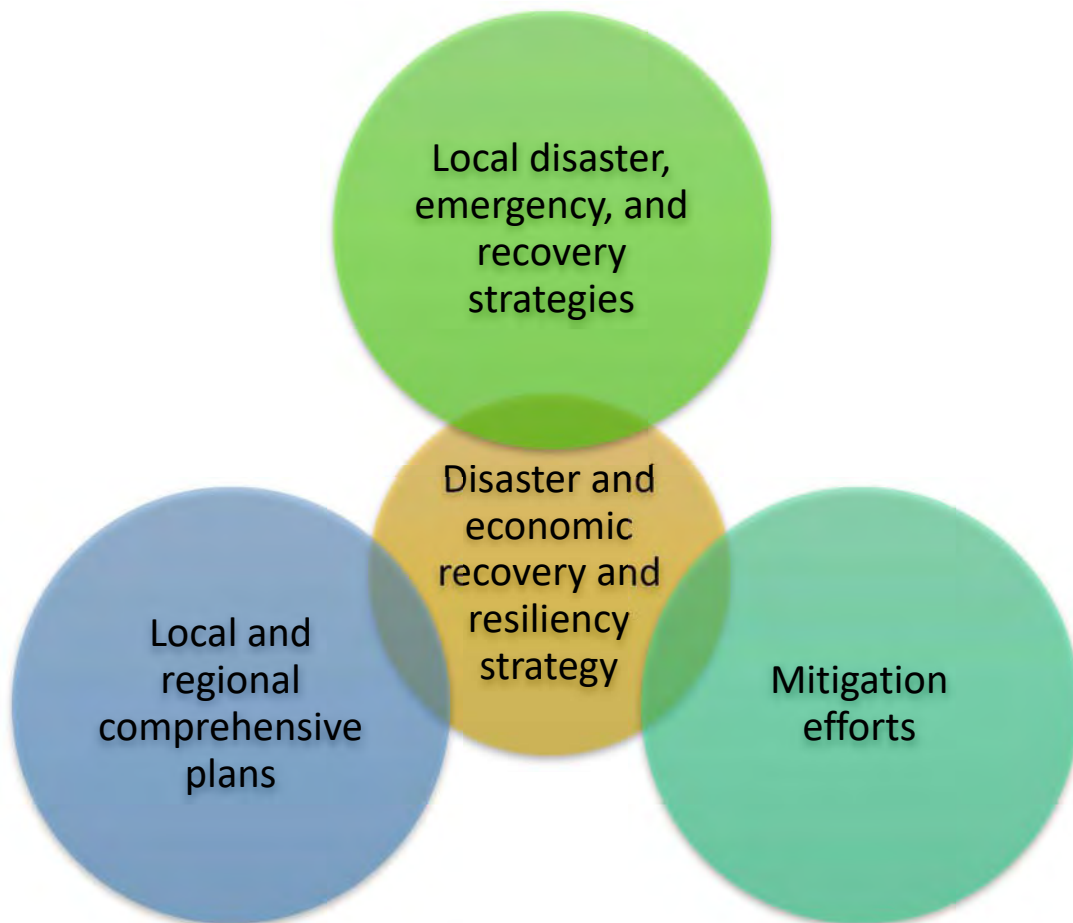 Local disaster,
emergency, and
recovery
strategies
Disaster and
economic
recovery and
resiliency
strategy
Local and
regional
comprehensive
plans
Mitigation
efforts